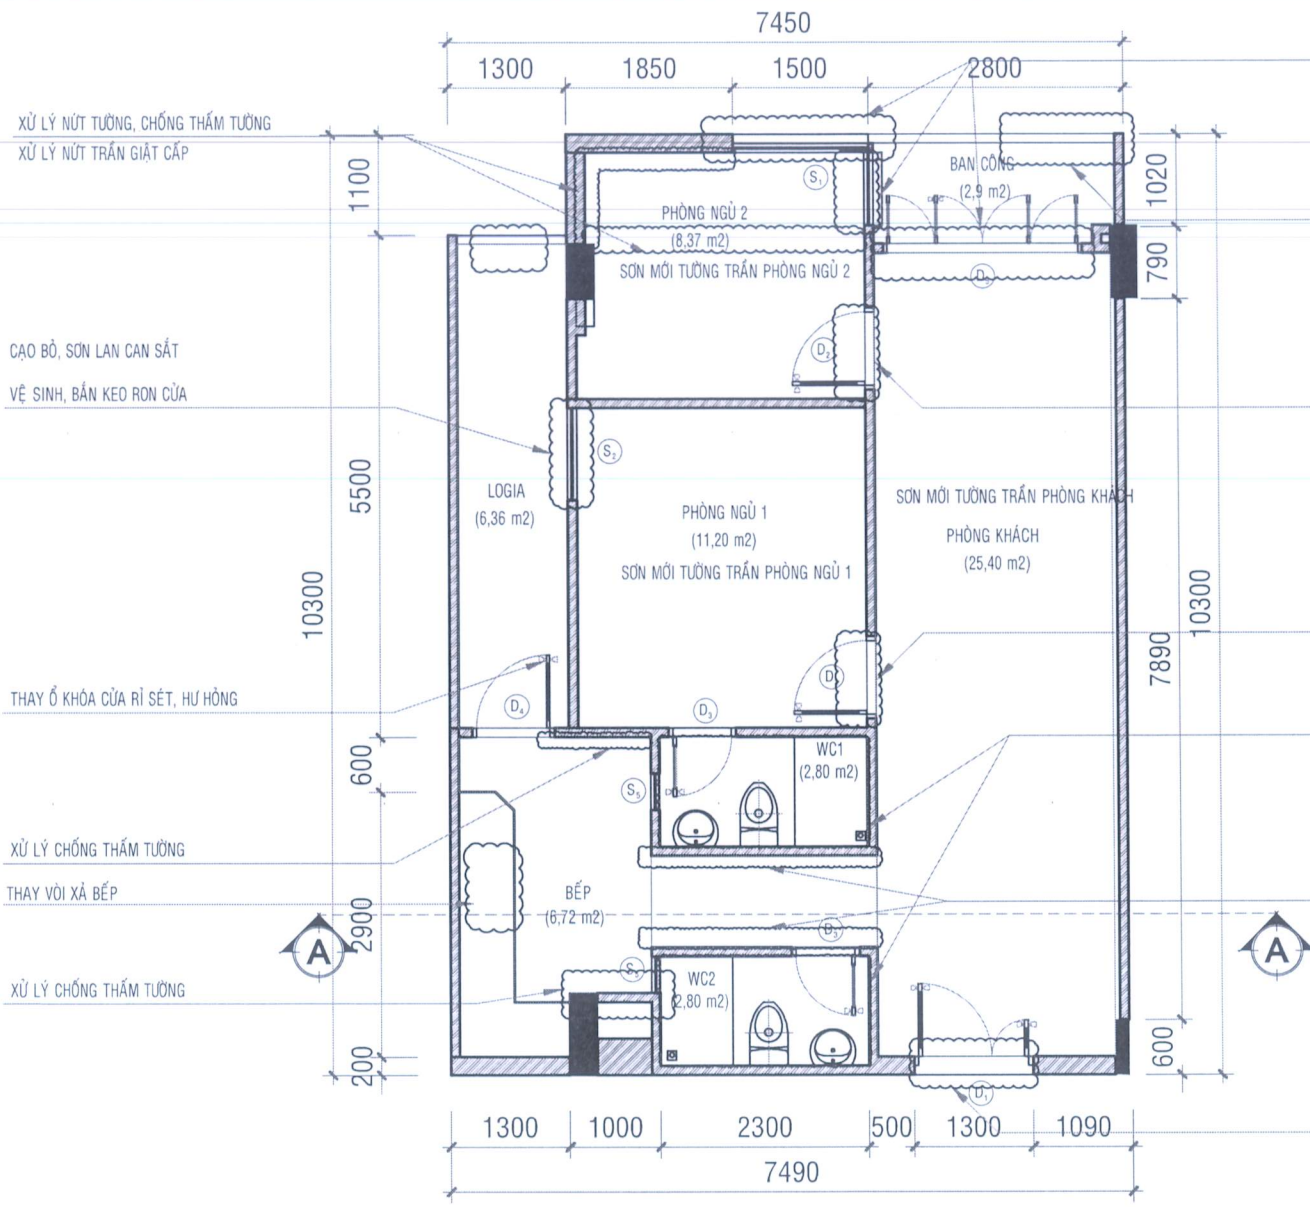 7450
1300
1850
1500
2800
XỬ LÝ NỨT TƯỜNG, CHỐNG THẤM TƯỜNG
XỬ LÝ NỨT TRẦN GIẬT CẤP
1100
S₁
BAN CÔNG
(2,9 m2)
1020
PHÒNG NGỦ 2
(8,37 m2)
SƠN MỚI TƯỜNG TRẦN PHÒNG NGỦ 2
790
CẠO BỎ, SƠN LAN CAN SẮT
D₂
VỆ SINH, BẮN KEO RON CỬA
S₂
5500
LOGIA
(6,36 m2)
PHÒNG NGỦ 1
(11,20 m2)
SƠN MỚI TƯỜNG TRẦN PHÒNG NGỦ 1
SƠN MỚI TƯỜNG TRẦN PHÒNG KHÁCH
PHÒNG KHÁCH
(25,40 m2)
10300
10300
7890
THAY Ổ KHÓA CỬA RỈ SÉT, HƯ HỎNG
D₄
D₃
D
600
WC1
(2,80 m2)
S₅
XỬ LÝ CHỐNG THẤM TƯỜNG
THAY VÒI XẢ BẾP
BẾP
(6,72 m2)
2900
D₃
A
A
XỬ LÝ CHỐNG THẤM TƯỜNG
WC2
2,80 m2)
200
600
D₁
1300
1000
2300
500
1300
1090
7490